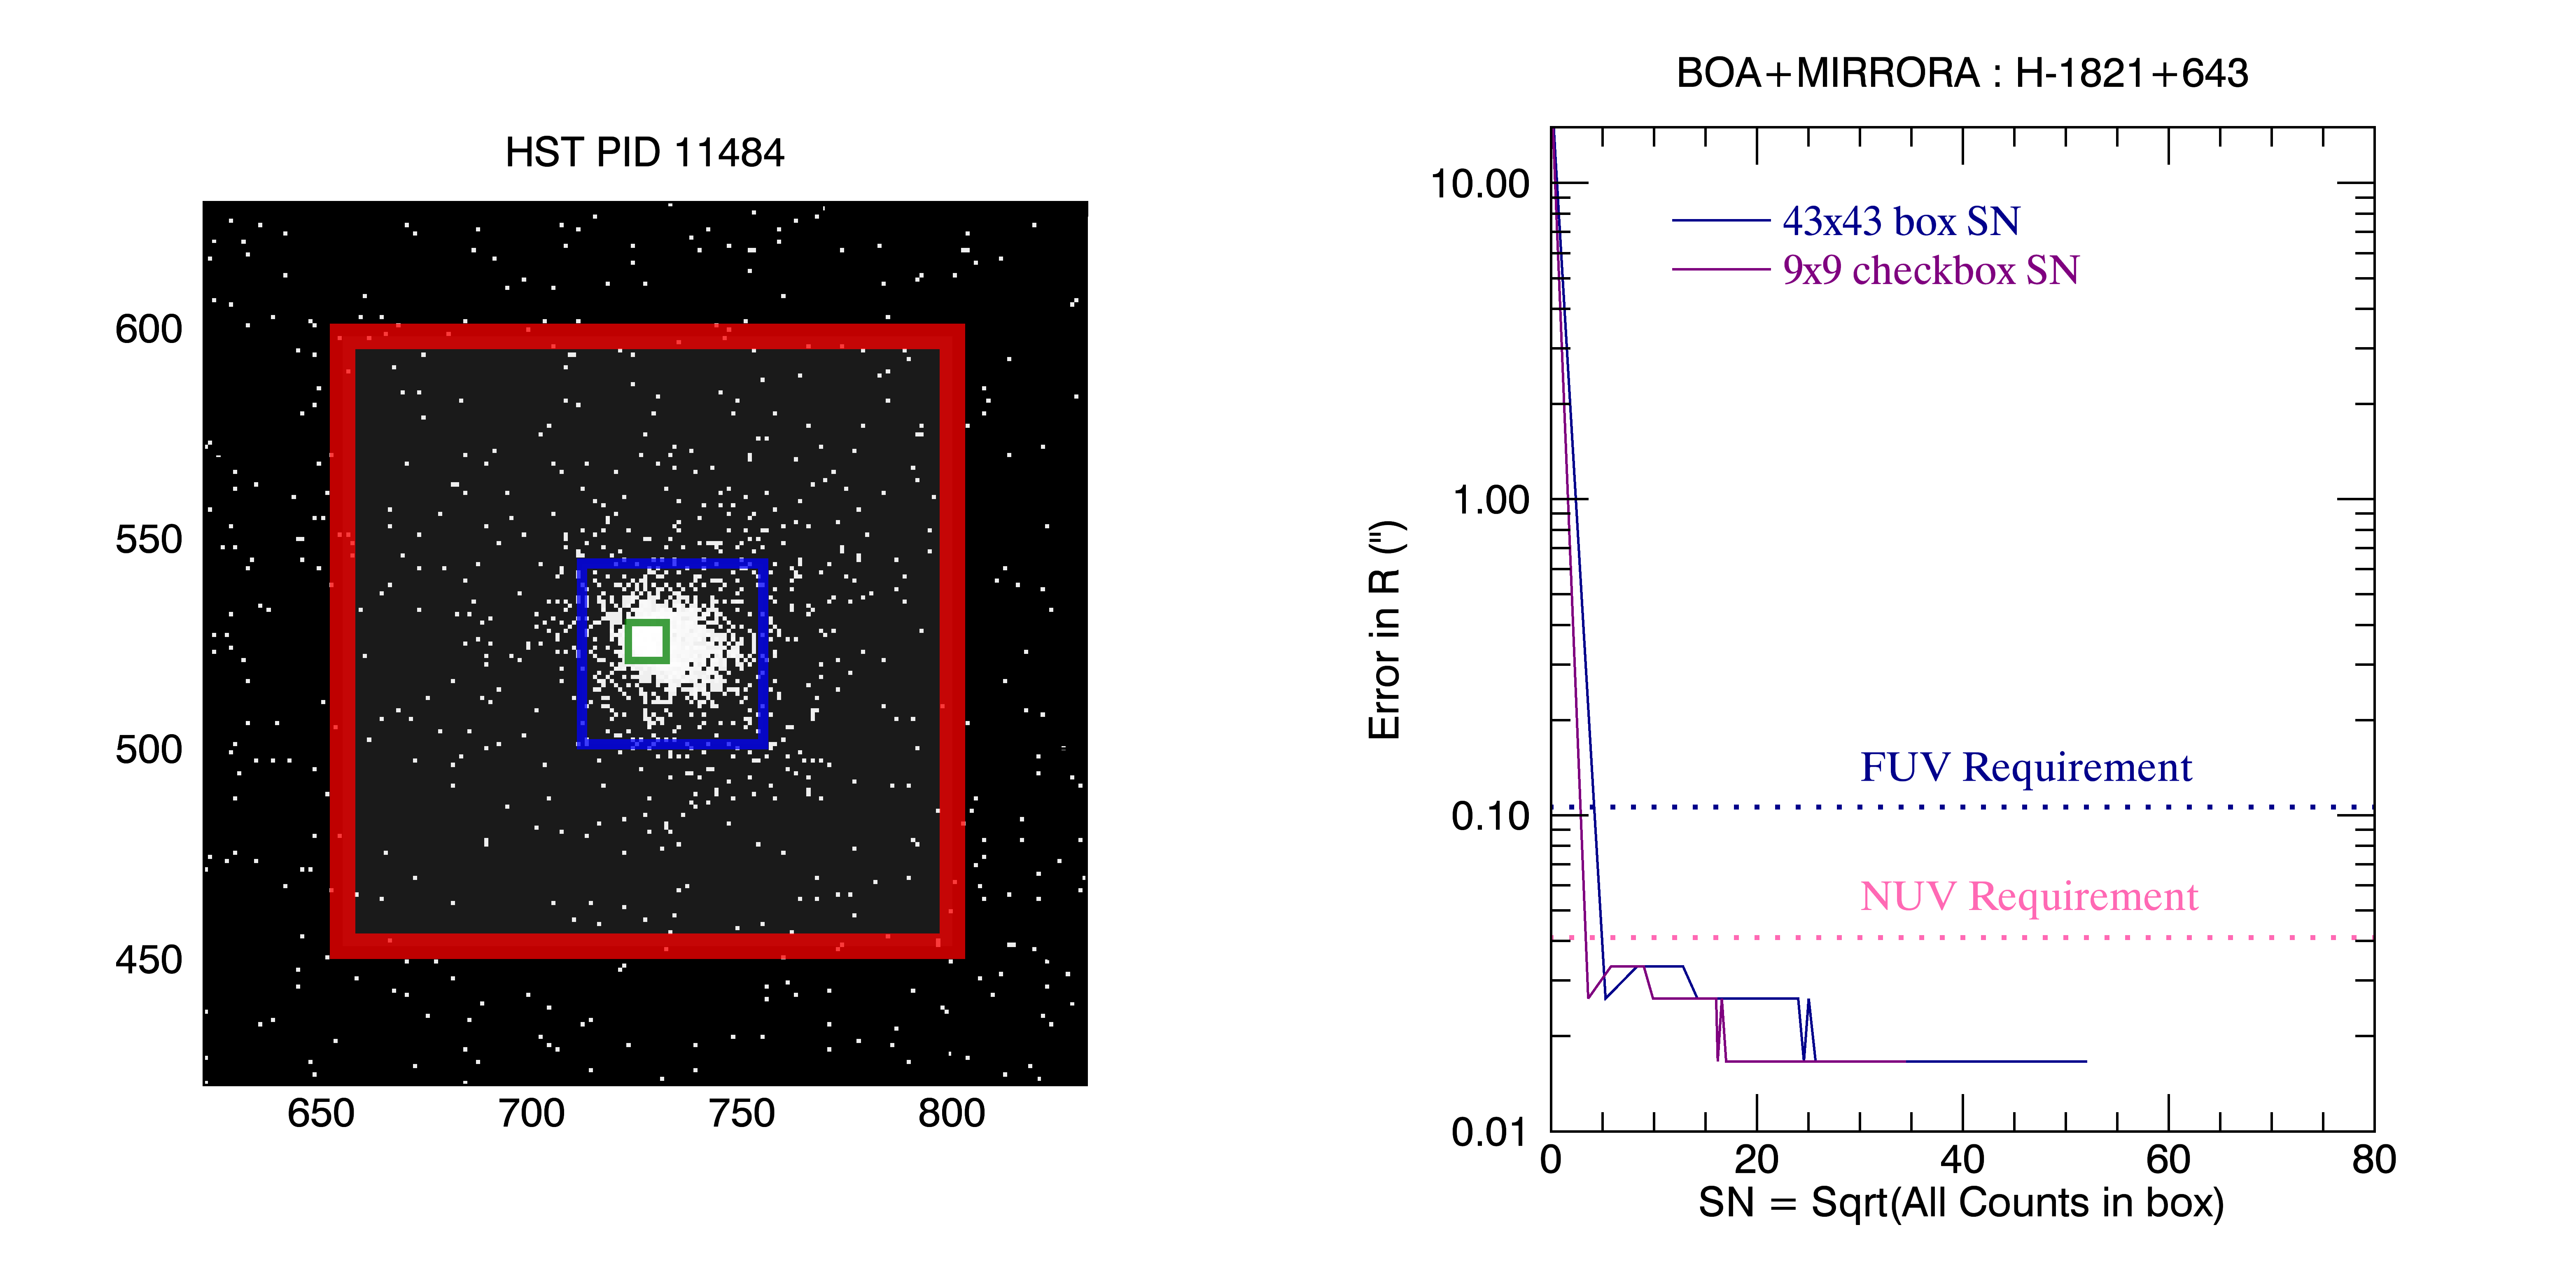 HST PID 11484
600
550
500
450
650 700 750 800
BOA+MIRRORA : H-1821+643
43x43 box SN
9x9 checkbox SN
FUV Requirement
NUV Requirement
Error in R (")
10.00
1.00
0.10
0.01
0 20 40 60 80
SN = Sqrt(All Counts in box)